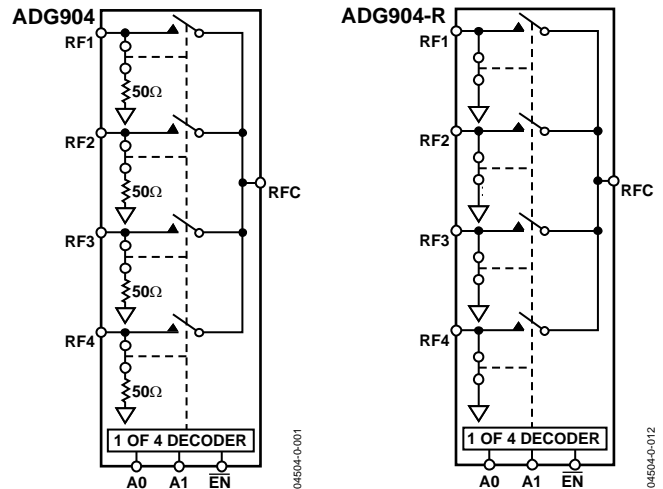 ADG904
RF1
50Ω
RF2
50Ω
RFC
RF3
50Ω
RF4
50Ω
1 OF 4 DECODER
A0 A1 EN
04504-0-001
ADG904-R
RF1
RF2
RFC
RF3
RF4
1 OF 4 DECODER
A0 A1 EN
04504-0-012